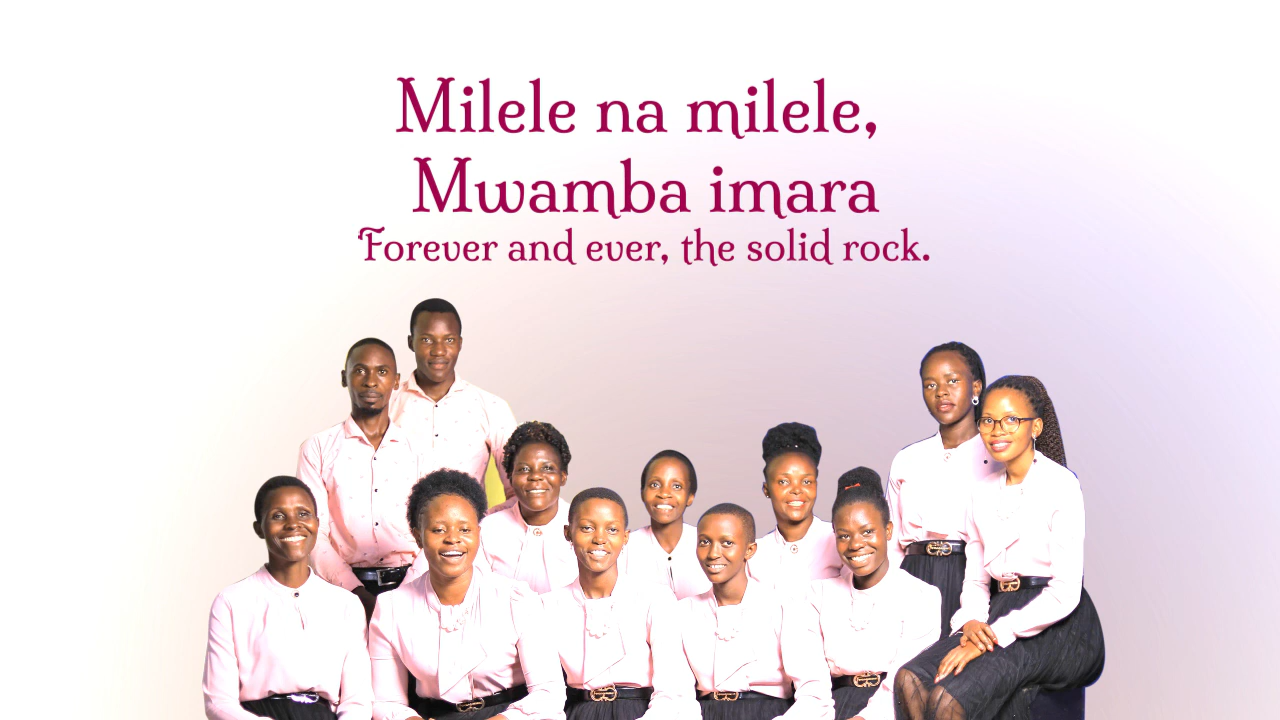 Milele na milele,
Mwamba imara
Forever and ever, the solid rock.